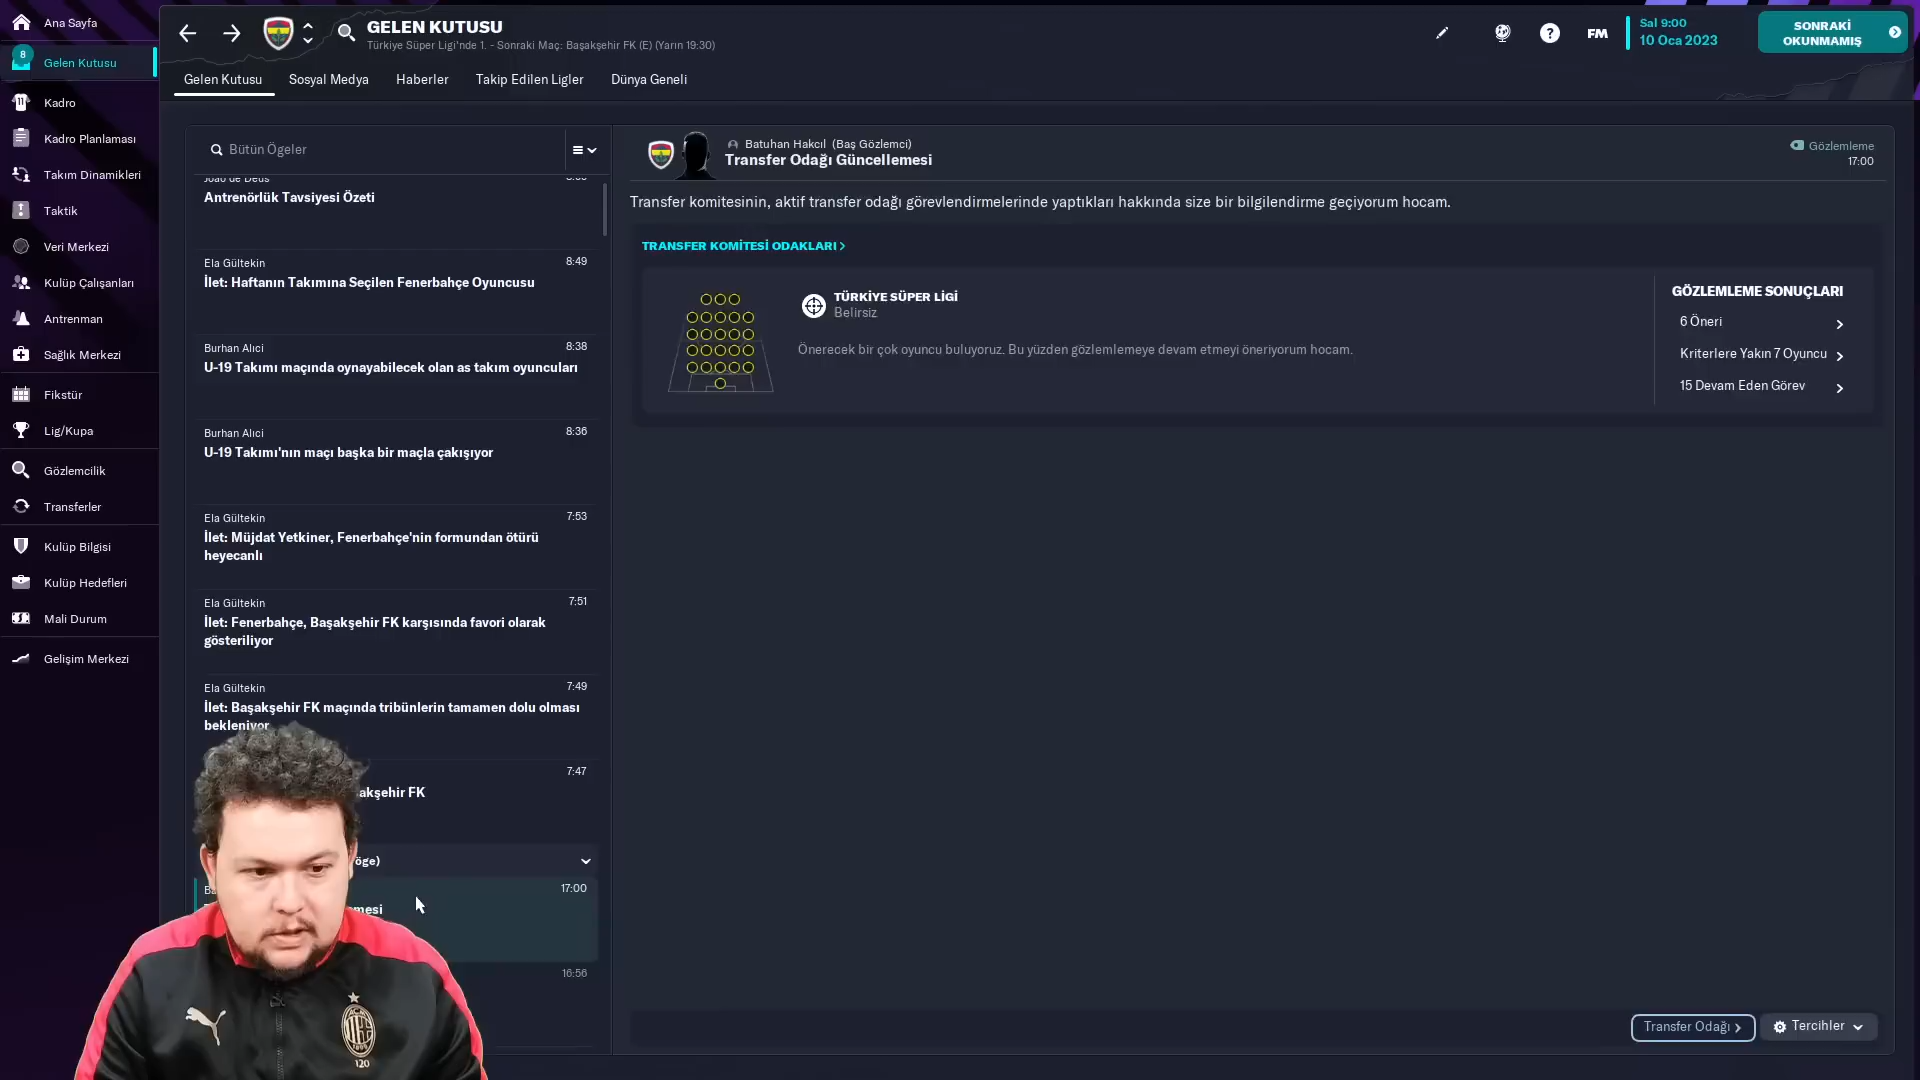 Ana Sayfa
8
Gelen Kutusu
Kadro
Kadro Planlaması
Takım Dinamikleri
Taktik
Veri Merkezi
Kulüp Çalışanları
Antrenman
Sağlık Merkezi
Fikstür
Lig/Kupa
Gözlemcilik
Transferler
Kulüp Bilgisi
Kulüp Hedefleri
Mali Durum
Gelişim Merkezi
GELEN KUTUSU
Türkiye Süper Ligi'nde 1. - Sonraki Maç: Başakşehir FK (E) (Yarın 19:30)
FM
Sal 9:00
10 Oca 2023
SONRAKİ
OKUNMAMIŞ
Gelen Kutusu
Sosyal Medya
Haberler
Takip Edilen Ligler
Dünya Geneli
Bütün Ögeler
Antrenörlük Tavsiyesi Özeti
Ela Gültekin 8:49
İlet: Haftanın Takımına Seçilen Fenerbahçe Oyuncusu
Burhan Alıcı 8:38
U-19 Takımı maçında oynayabilecek olan as takım oyuncuları
Burhan Alıcı 8:36
U-19 Takımı'nın maçı başka bir maçla çakışıyor
Ela Gültekin 7:53
İlet: Müjdat Yetkiner, Fenerbahçe'nin formundan ötürü
heyecanlı
Ela Gültekin 7:51
İlet: Fenerbahçe, Başakşehir FK karşısında favori olarak
gösteriliyor
Ela Gültekin 7:49
İlet: Başakşehir FK maçında tribünlerin tamamen dolu olması
bekleniyor
7:47
akşehir FK
öge)
17:00
mesi
16:56
120
Batuhan Hakcıl (Baş Gözlemci)
Transfer Odağı Güncellemesi
Gözlemleme
17:00
Transfer komitesinin, aktif transfer odağı görevlendirmelerinde yaptıkları hakkında size bir bilgilendirme geçiyorum hocam.
TRANSFER KOMİTESİ ODAKLARI
TÜRKİYE SÜPER LİGİ
Belirsiz
Önerecek bir çok oyuncu buluyoruz. Bu yüzden gözlemlemeye devam etmeyi öneriyorum hocam.
GÖZLEMLEME SONUÇLARI
6 Öneri
Kriterlere Yakın 7 Oyuncu
15 Devam Eden Görev
Transfer Odağı
Tercihler